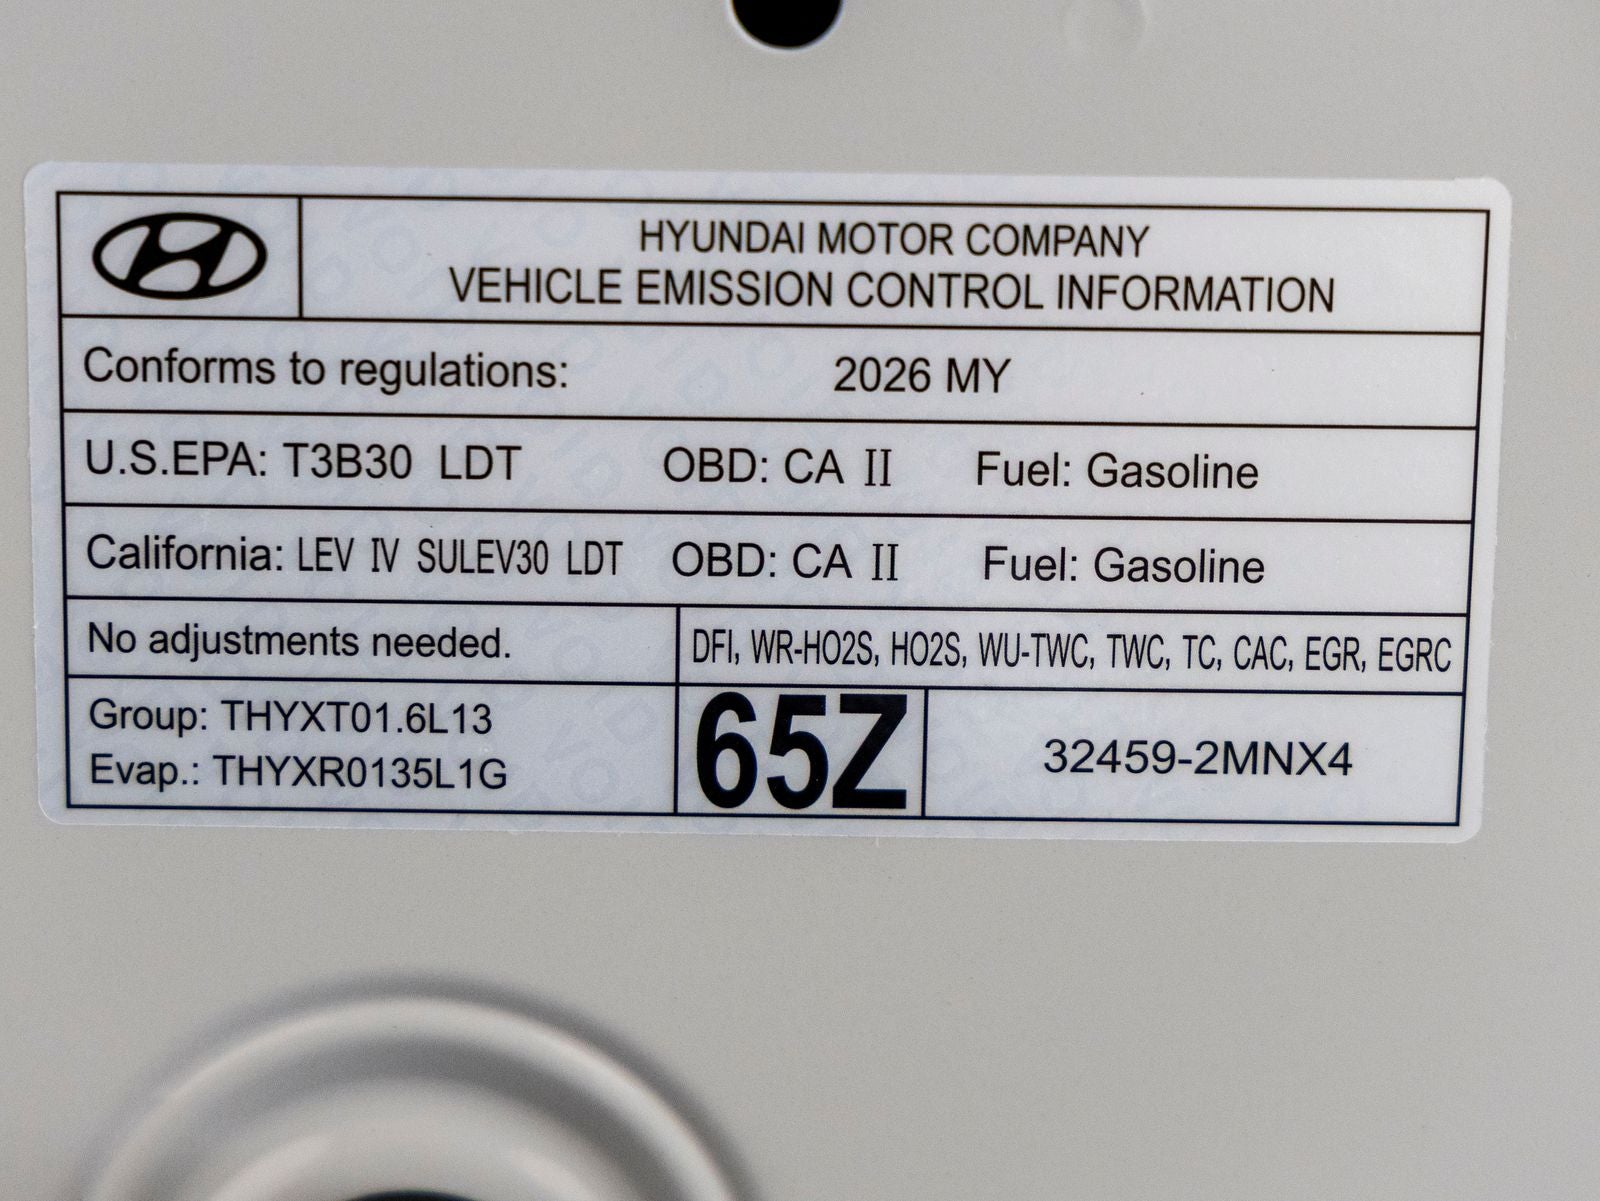 HYUNDAI MOTOR COMPANY
VEHICLE EMISSION CONTROL INFORMATION
Conforms to regulations: 2026 MY
U.S.EPA: T3B30 LDT OBD: CA II Fuel: Gasoline
California: LEV IV SULEV30 LDT OBD: CA II Fuel: Gasoline
No adjustments needed. DFI, WR-HO2S, HO2S, WU-TWC, TWC, TC, CAC, EGR, EGRC
Group: THYXT01.6L13
Evap.: THYXR0135L1G
65Z
32459-2MNX4